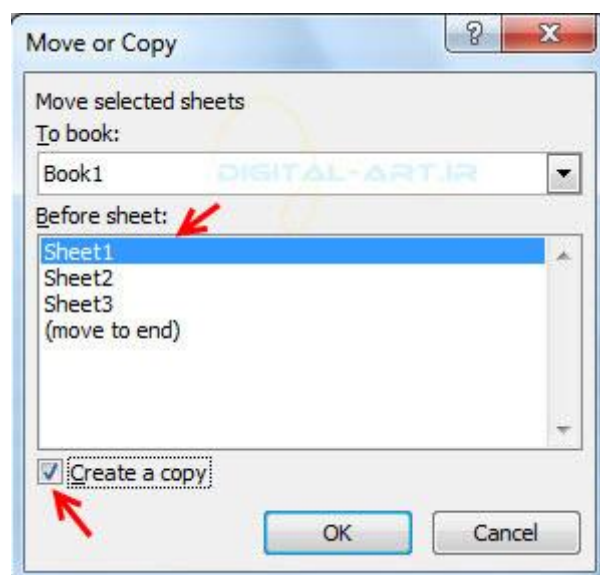 Move or Copy
?
X
Move selected sheets
To book:
Book1
DIGITAL-ART.IR
Before sheet:
Sheet1
Sheet2
Sheet3
(move to end)
Create a copy
OK
Cancel